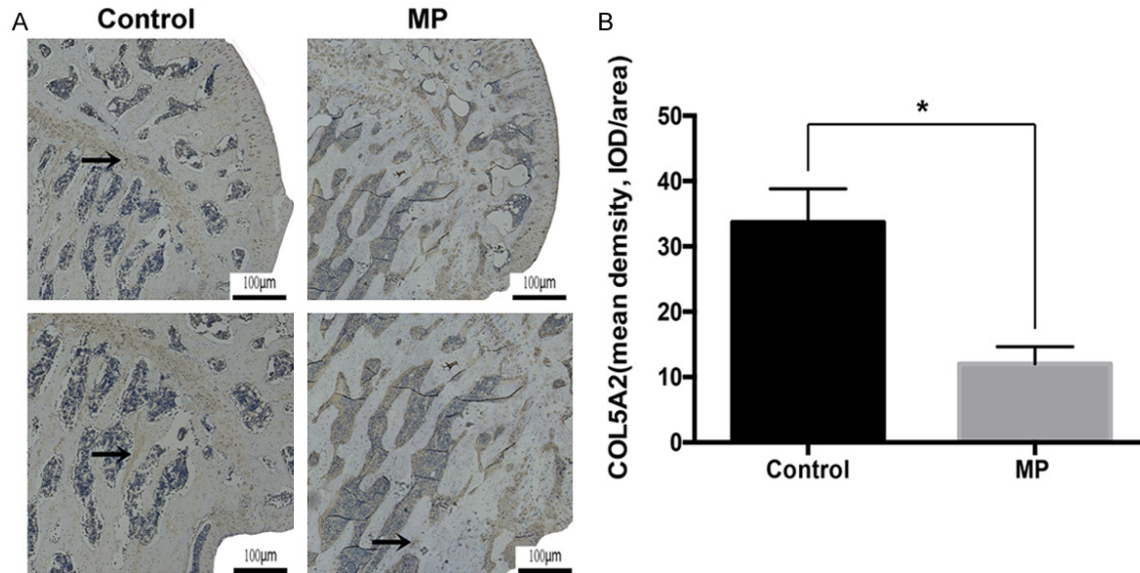 A
Control
MP
100μm
100μm
100μm
100μm
B
*
COL5A2(mean demsity, IOD/area)
50
40
30
20
10
0
Control
MP